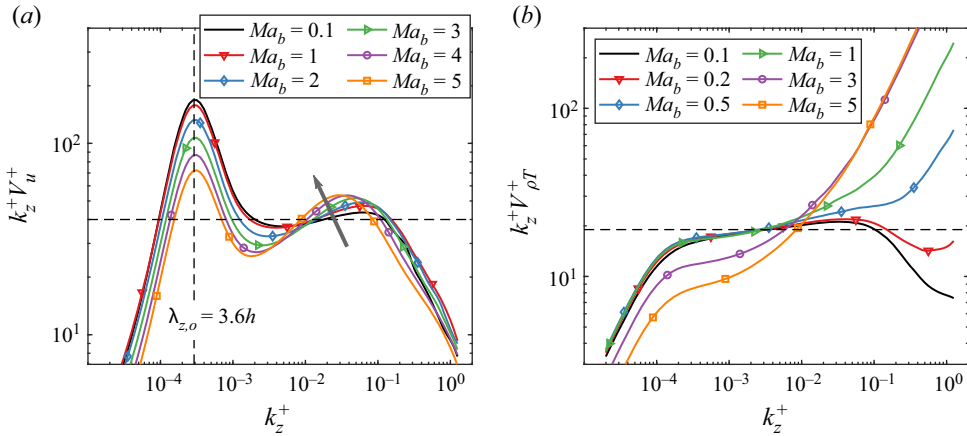 (a)
Ma_b = 0.1
Ma_b = 1
Ma_b = 2
Ma_b = 3
Ma_b = 4
Ma_b = 5
10^2
10^1
k_z^+ V_u^+
λ_{z,o} = 3.6h
10^{-4}
10^{-3}
10^{-2}
10^{-1}
10^0
k_z^+
(b)
Ma_b = 0.1
Ma_b = 0.2
Ma_b = 0.5
Ma_b = 1
Ma_b = 3
Ma_b = 5
10^2
10^1
k_z^+ V_{ρT}^+
10^{-4}
10^{-3}
10^{-2}
10^{-1}
10^0
k_z^+